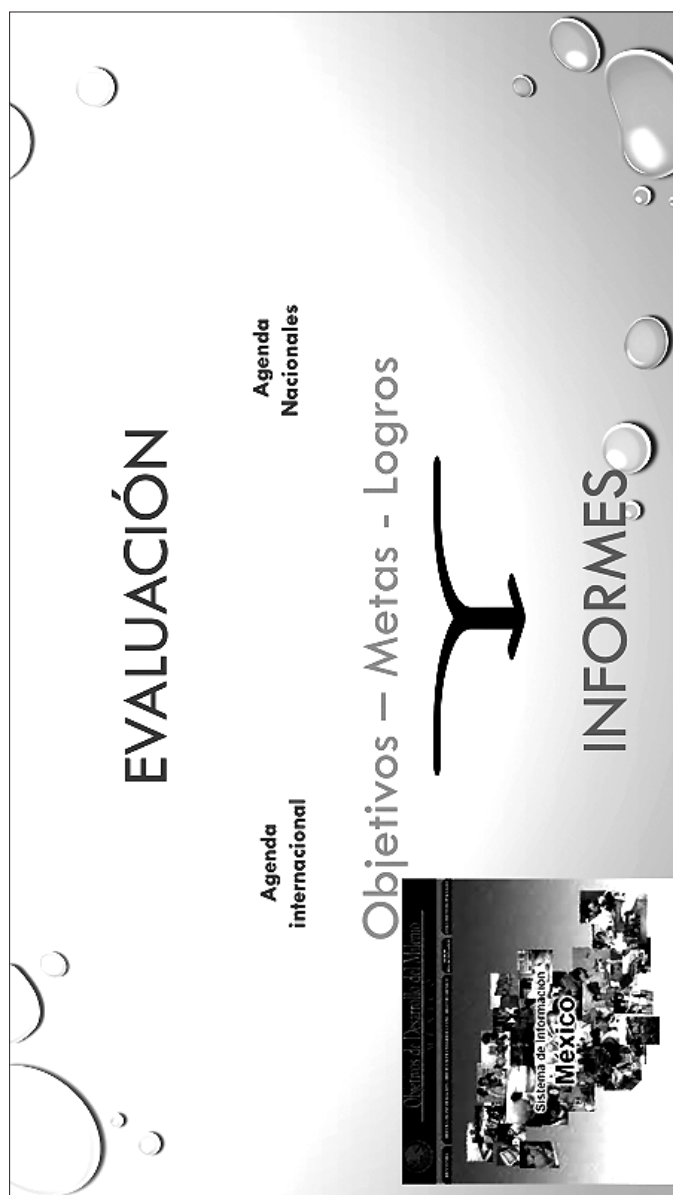 EVALUACIÓN
Agenda
internacional
Agenda
Nacionales
Objetivos – Metas - Logros
INFORMES
Objetivos de Desarrollo del Milenio
Sistema de Información
México